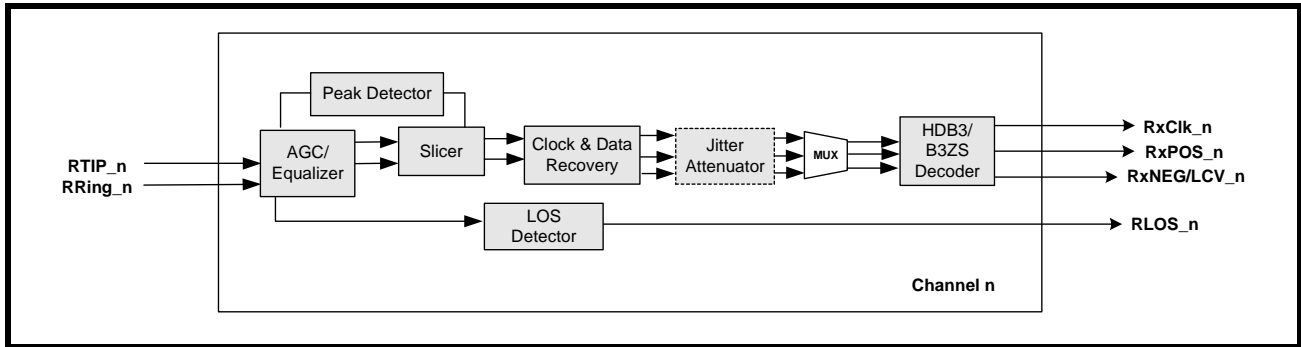 Peak Detector
AGC/
Equalizer
Slicer
Clock & Data
Recovery
Jitter
Attenuator
MUX
HDB3/
B3ZS
Decoder
RTIP_n
RRing_n
RxClk_n
RxPOS_n
RxNEG/LCV_n
LOS
Detector
RLOS_n
Channel n